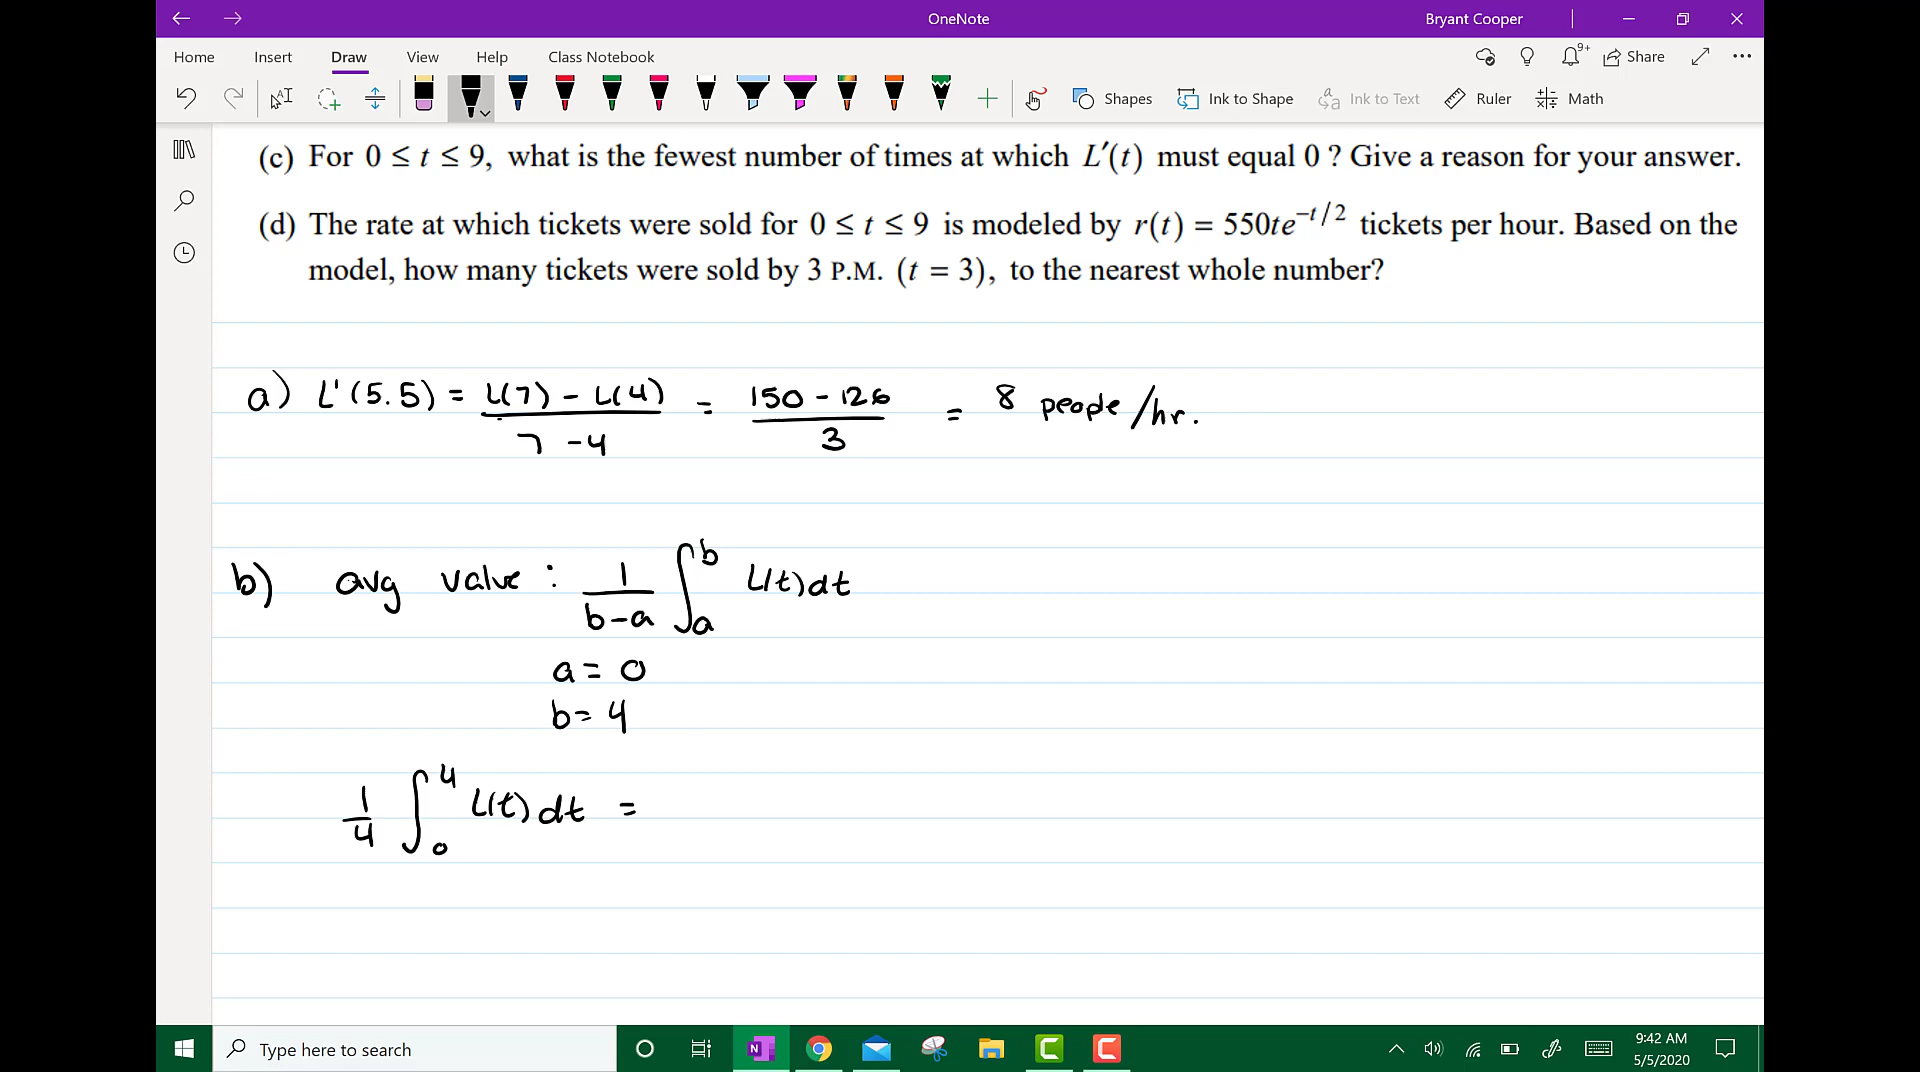 OneNote
Bryant Cooper
Home Insert Draw View Help Class Notebook
9+ Share
Shapes Ink to Shape Ink to Text Ruler Math
(c) For 0 ≤ t ≤ 9, what is the fewest number of times at which L′(t) must equal 0 ? Give a reason for your answer.
(d) The rate at which tickets were sold for 0 ≤ t ≤ 9 is modeled by r(t) = 550te^{−t/2} tickets per hour. Based on the
model, how many tickets were sold by 3 P.M. (t = 3), to the nearest whole number?
a) L'(5.5) = \frac{L(7) - L(4)}{7 - 4} = \frac{150 - 126}{3} = 8 people/hr.
b) avg value : \frac{1}{b-a} ∫_a^b L(t)dt
a = 0
b = 4
\frac{1}{4} ∫_0^4 L(t)dt =
Type here to search
9:42 AM
5/5/2020